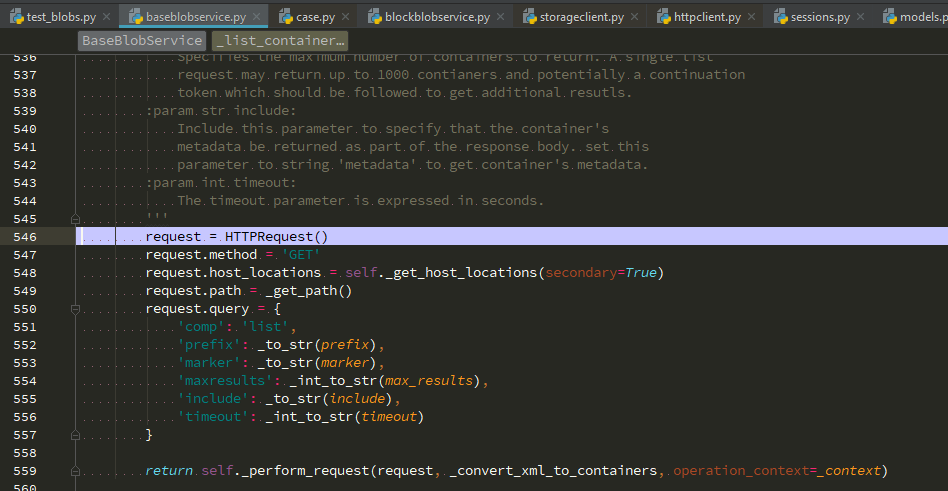 test_blobs.py × baseblobservice.py × case.py × blockblobservice.py × storageclient.py × httpclient.py × sessions.py × models.p
BaseBlobService _list_container…
536 Specifies the maximum number of containers to return. A single list
537 request may return up to 1000 contianers and potentially a continuation
538 token which should be followed to get additional resutls.
539 :param str include:
540 Include this parameter to specify that the container's
541 metadata be returned as part of the response body. set this
542 parameter to string 'metadata' to get container's metadata.
543 :param int timeout:
544 The timeout parameter is expressed in seconds.
545 '''
546 request = HTTPRequest()
547 request.method = 'GET'
548 request.host_locations = self._get_host_locations(secondary=True)
549 request.path = _get_path()
550 request.query = {
551 'comp': 'list',
552 'prefix': _to_str(prefix),
553 'marker': _to_str(marker),
554 'maxresults': _int_to_str(max_results),
555 'include': _to_str(include),
556 'timeout': _int_to_str(timeout)
557 }
558
559 return self._perform_request(request, _convert_xml_to_containers, operation_context=_context)
560